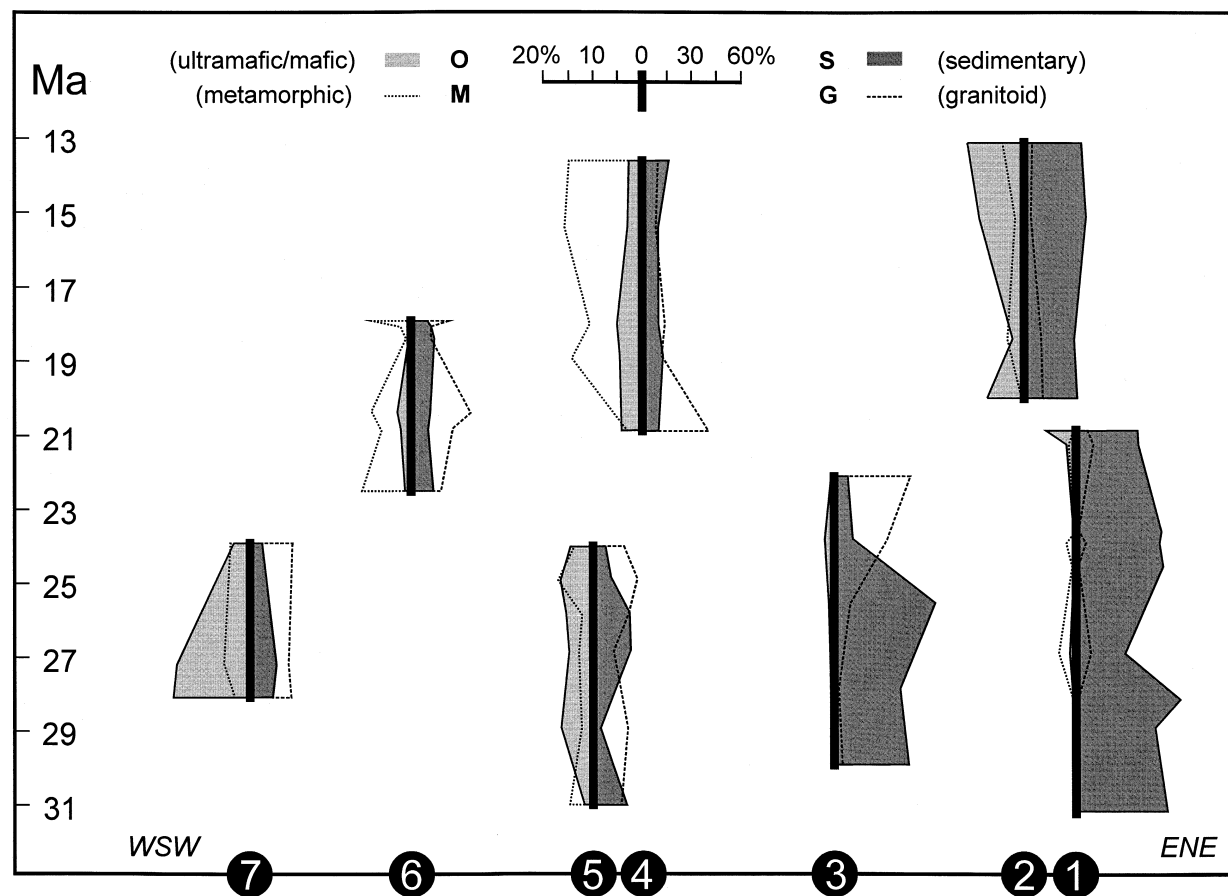 Ma
(ultramafic/mafic) O
(metamorphic) M
20% 10 0 30 60%
S (sedimentary)
G (granitoid)
13
15
17
19
21
23
25
27
29
31
WSW ENE
7 6 5 4 3 2 1